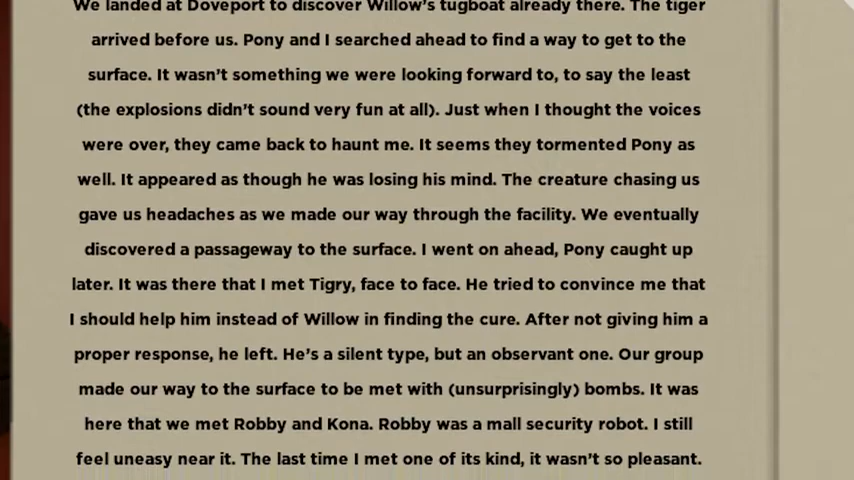 We landed at Doveport to discover Willow's tugboat already there. The tiger
arrived before us. Pony and I searched ahead to find a way to get to the
surface. It wasn't something we were looking forward to, to say the least
(the explosions didn't sound very fun at all). Just when I thought the voices
were over, they came back to haunt me. It seems they tormented Pony as
well. It appeared as though he was losing his mind. The creature chasing us
gave us headaches as we made our way through the facility. We eventually
discovered a passageway to the surface. I went on ahead, Pony caught up
later. It was there that I met Tigry, face to face. He tried to convince me that
I should help him instead of Willow in finding the cure. After not giving him a
proper response, he left. He's a silent type, but an observant one. Our group
made our way to the surface to be met with (unsurprisingly) bombs. It was
here that we met Robby and Kona. Robby was a mall security robot. I still
feel uneasy near it. The last time I met one of its kind, it wasn't so pleasant.